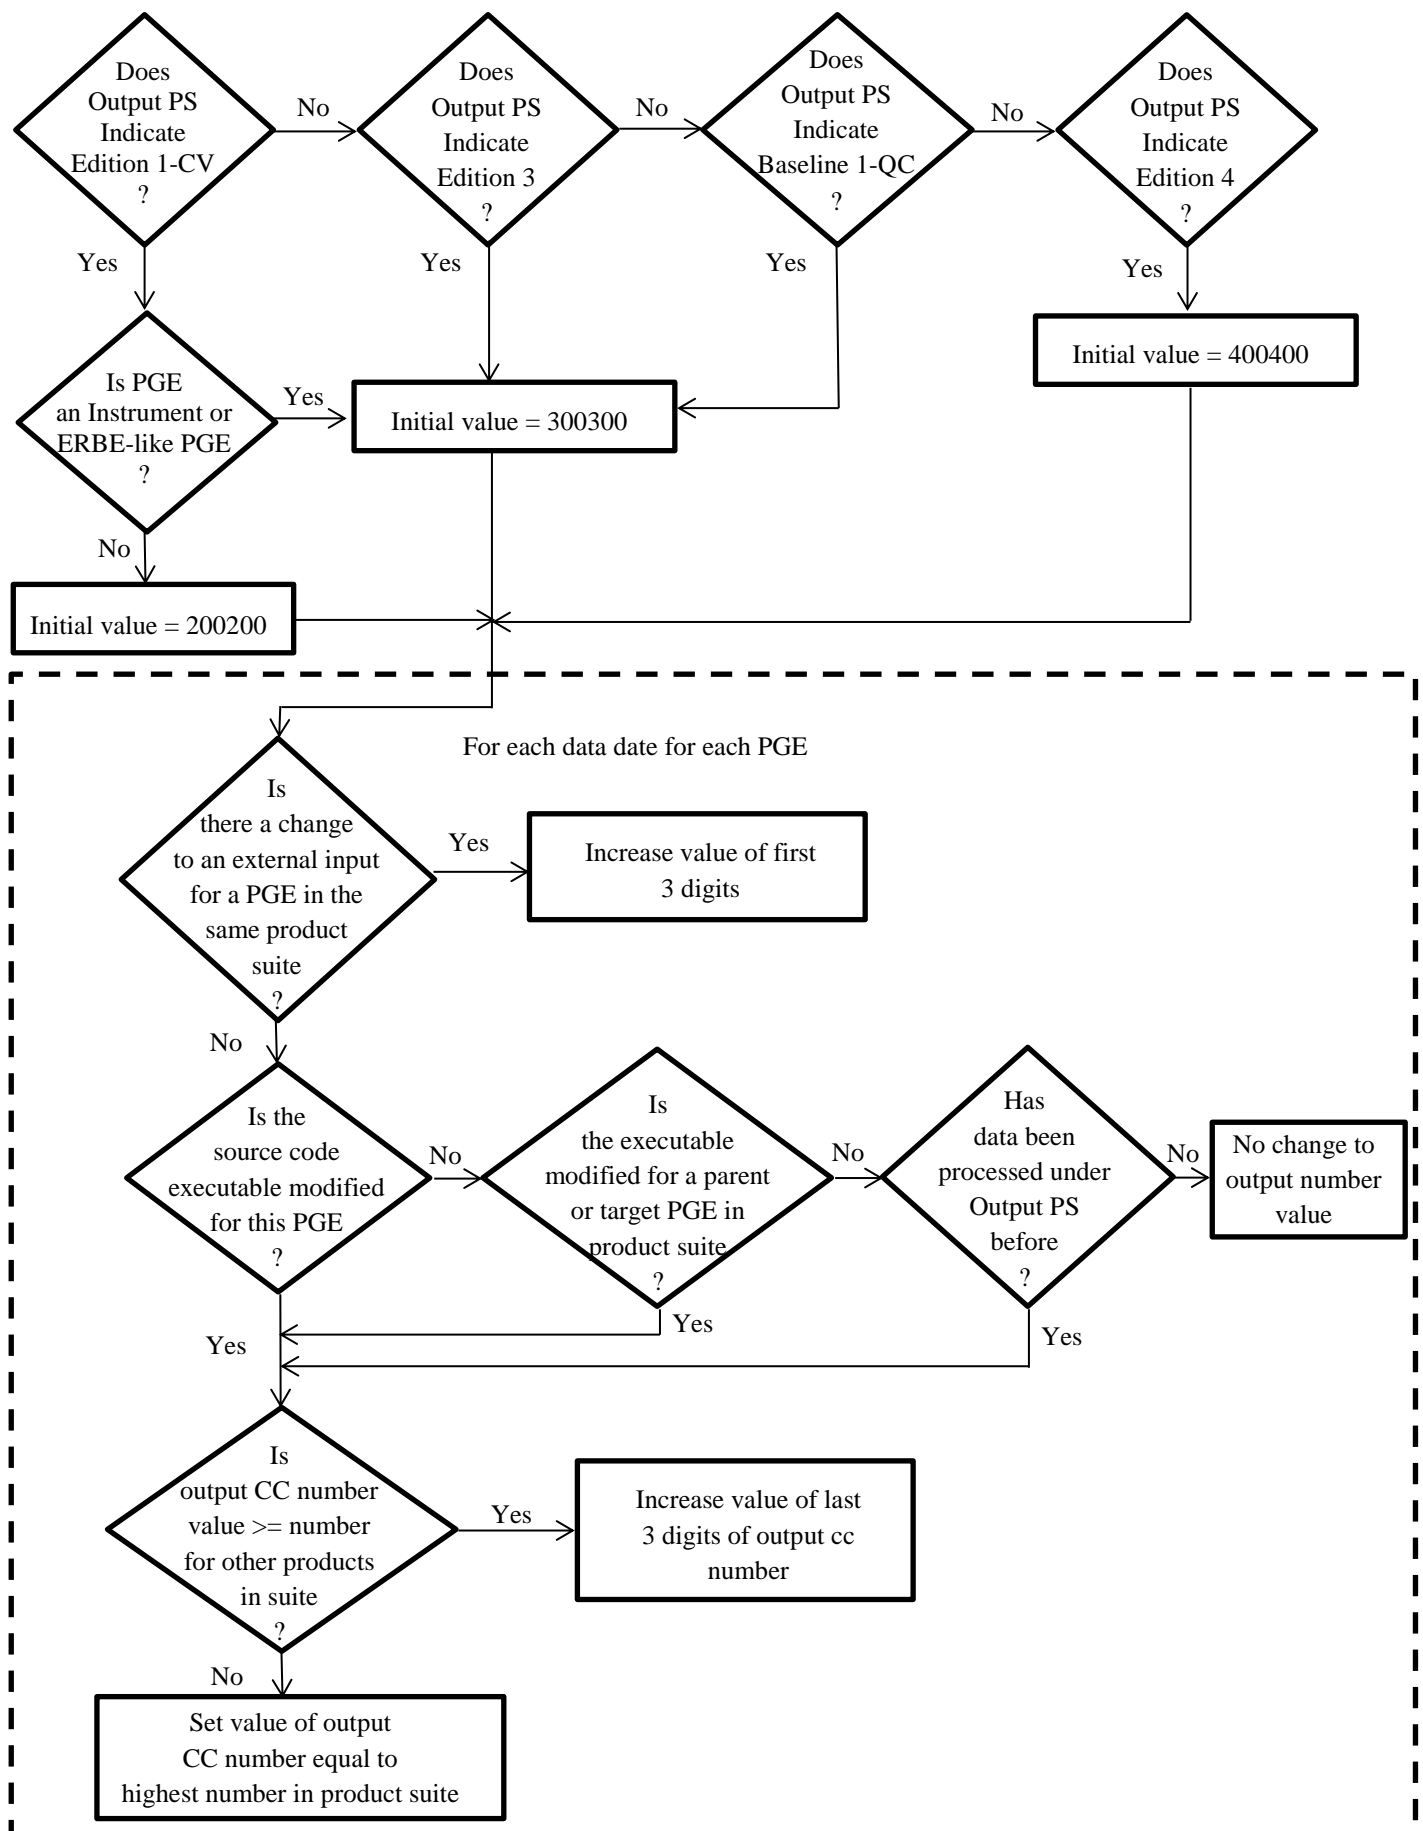 Does
Output PS
Indicate
Edition 1-CV
?
No
Does
Output PS
Indicate
Edition 3
?
No
Does
Output PS
Indicate
Baseline 1-QC
?
No
Does
Output PS
Indicate
Edition 4
?
Yes
Yes
Yes
Yes
Is PGE
an Instrument or
ERBE-like PGE
?
Yes
Initial value = 300300
Initial value = 400400
No
Initial value = 200200
For each data date for each PGE
Is
there a change
to an external input
for a PGE in the
same product
suite
?
Yes
Increase value of first
3 digits
No
Is the
source code
executable modified
for this PGE
?
No
Is
the executable
modified for a parent
or target PGE in
product suite
?
No
Has
data been
processed under
Output PS
before
?
No
No change to
output number
value
Yes
Yes
Yes
Is
output CC number
value >= number
for other products
in suite
?
Yes
Increase value of last
3 digits of output cc
number
No
Set value of output
CC number equal to
highest number in product suite